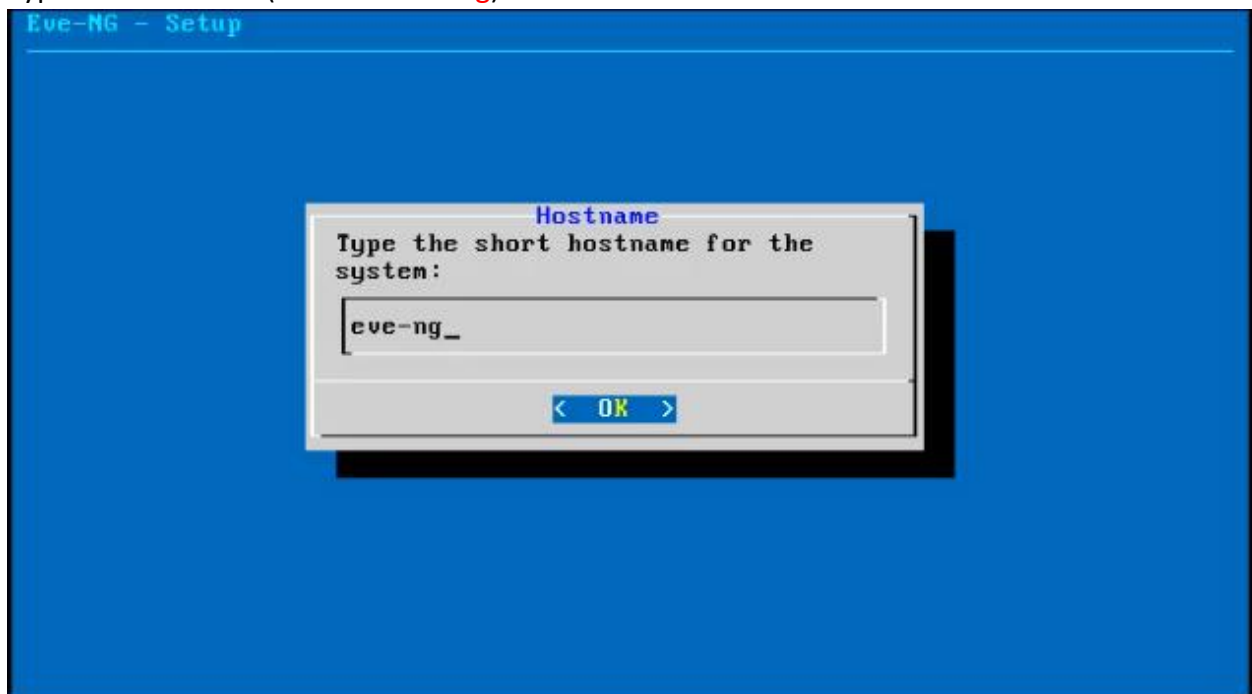 Eve-NG - Setup
Hostname
Type the short hostname for the
system:
eve-ng_
< OK >